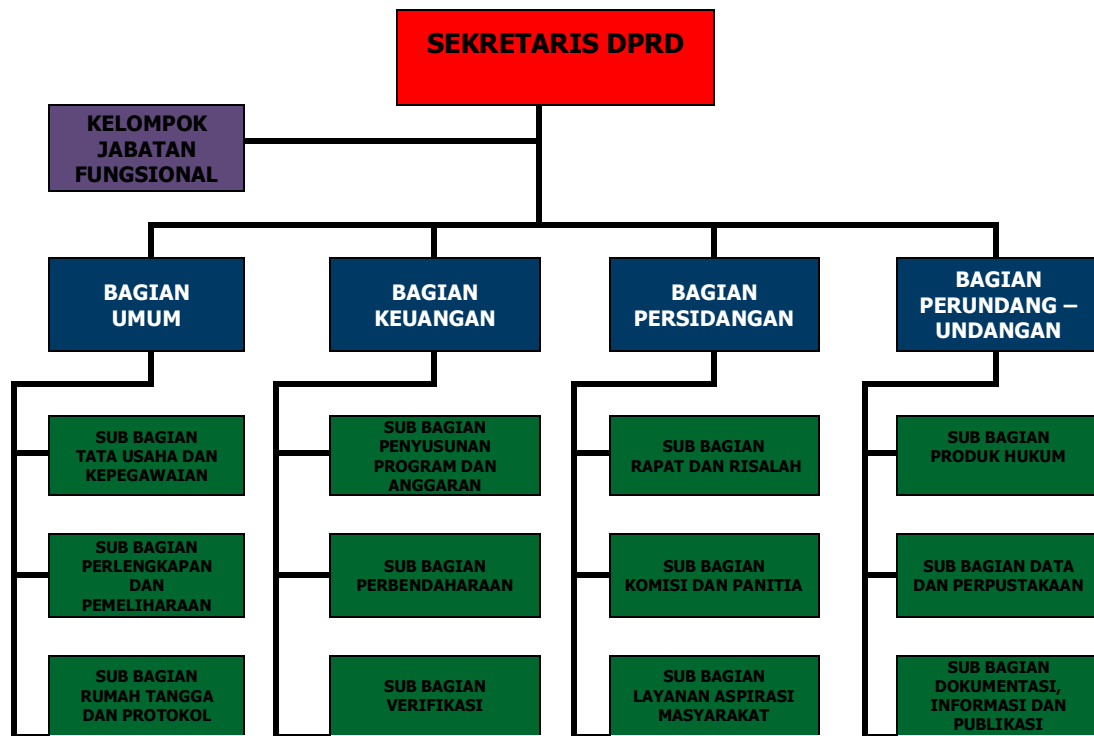 SEKRETARIS DPRD
KELOMPOK
JABATAN
FUNGSIONAL
BAGIAN
UMUM
BAGIAN
KEUANGAN
BAGIAN
PERSIDANGAN
BAGIAN
PERUNDANG –
UNDANGAN
SUB BAGIAN
TATA USAHA DAN
KEPEGAWAIAN
SUB BAGIAN
PENYUSUNAN
PROGRAM DAN
ANGGARAN
SUB BAGIAN
RAPAT DAN RISALAH
SUB BAGIAN
PRODUK HUKUM
SUB BAGIAN
PERLENGKAPAN
DAN
PEMELIHARAAN
SUB BAGIAN
PERBENDAHARAAN
SUB BAGIAN
KOMISI DAN PANITIA
SUB BAGIAN DATA
DAN PERPUSTAKAAN
SUB BAGIAN
RUMAH TANGGA
DAN PROTOKOL
SUB BAGIAN
VERIFIKASI
SUB BAGIAN
LAYANAN ASPIRASI
MASYARAKAT
SUB BAGIAN
DOKUMENTASI,
INFORMASI DAN
PUBLIKASI